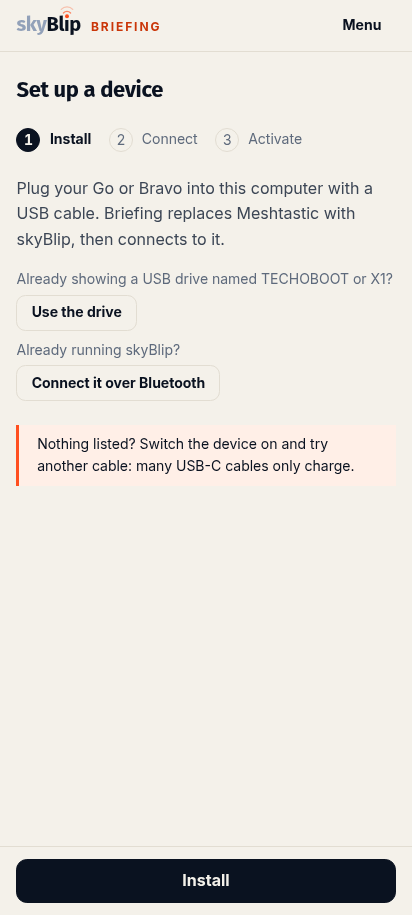 skyBlip BRIEFING
Menu
Set up a device
1 Install 2 Connect 3 Activate
Plug your Go or Bravo into this computer with a
USB cable. Briefing replaces Meshtastic with
skyBlip, then connects to it.
Already showing a USB drive named TECHOBOOT or X1?
Use the drive
Already running skyBlip?
Connect it over Bluetooth
Nothing listed? Switch the device on and try
another cable: many USB-C cables only charge.
Install